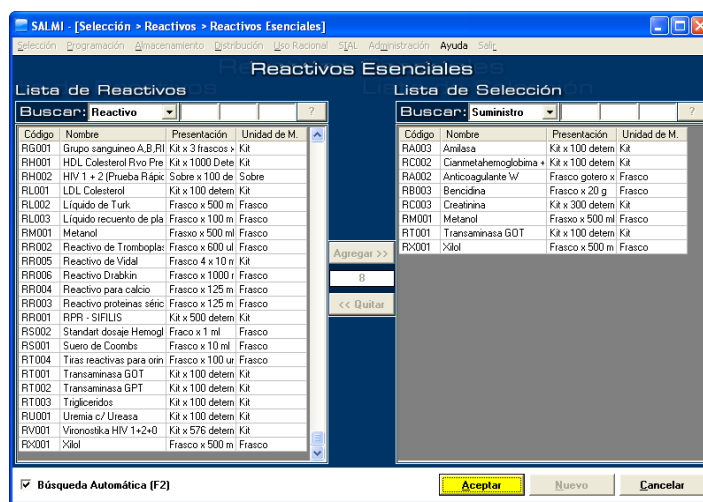 SALMI - [Selección > Reactivos > Reactivos Esenciales]
Selección Programación Almacenamiento Distribución Uso Racional SIAL Administración Ayuda Salir
Reactivos Esenciales
Lista de Reactivos
Buscar: Reactivo ?
Código Nombre Presentación Unidad de M.
RG001 Grupo sanguineo A,B,RI Kit x 3 frascos x Kit
RH001 HDL Colesterol Rvo Pre Kit x 1000 Dete Kit
RH002 HIV 1 + 2 (Prueba Rápic Sobre x 100 de Sobre
RL001 LDL Colesterol Kit x 100 detern Kit
RL002 Líquido de Turk Frasco x 500 m Frasco
RL003 Líquido recuento de pla Frasco x 100 m Frasco
RM001 Metanol Frasxo x 500 ml Frasco
RR002 Reactivo de Tromboplas Frasco x 600 ul Frasco
RR005 Reactivo de Vidal Frasco 4 x 10 m Kit
RR006 Reactivo Drabkin Frasco x 1000 r Frasco
RR004 Reactivo para calcio Frasco x 125 m Frasco
RR003 Reactivo proteinas séric Frasco x 125 m Frasco
RR001 RPR - SIFILIS Kit x 500 detern Kit
RS002 Standart dosaje Hemogl Fraco x 1 ml Frasco
RS001 Suero de Coombs Frasco x 10 ml Frasco
RT004 Tiras reactivas para orin Frasco x 100 ur Frasco
RT001 Transaminasa GOT Kit x 100 detern Kit
RT002 Transaminasa GPT Kit x 100 detern Kit
RT003 Trigliceridos Kit x 100 detern Kit
RU001 Uremia c/ Ureasa Kit x 100 detern Kit
RV001 Vironostika HIV 1+2+0 Kit x 576 detern Kit
RX001 Xilol Frasco x 500 m Frasco
Agregar >>
8
<< Quitar
Lista de Selección
Buscar: Suministro ?
Código Nombre Presentación Unidad de M.
RA003 Amilasa Kit x 100 detern Kit
RC002 Cianmetahemoglobima + Kit x 100 detern Kit
RA002 Anticoagulante W Frasco gotero x Frasco
RB003 Bencidina Frasco x 20 g Frasco
RC003 Creatinina Kit x 300 detern Kit
RM001 Metanol Frasxo x 500 ml Frasco
RT001 Transaminasa GOT Kit x 100 detern Kit
RX001 Xilol Frasco x 500 m Frasco
Búsqueda Automática (F2)
Aceptar Nuevo Cancelar